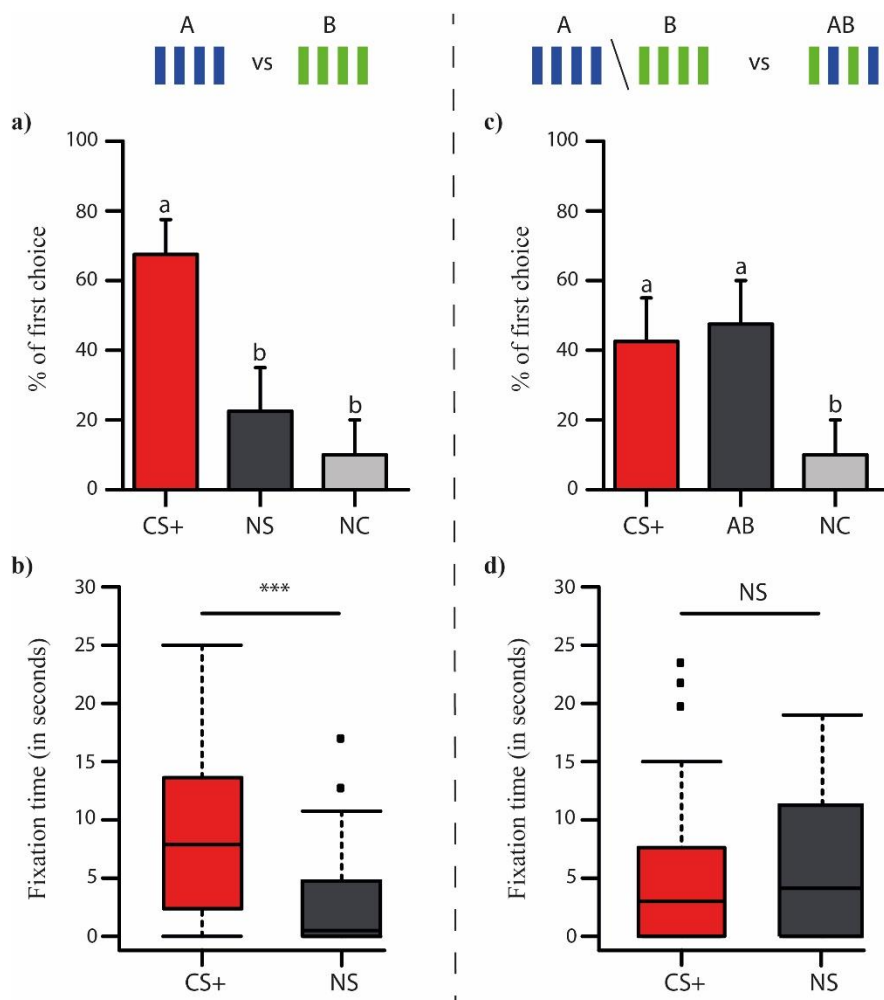 A B
vs
A \ B AB
vs
a)
% of first choice
100
80
60
40
20
0
a
b
b
CS+ NS NC
c)
% of first choice
100
80
60
40
20
0
a
a
b
CS+ AB NC
b)
Fixation time (in seconds)
30
25
20
15
10
5
0
***
CS+ NS
d)
Fixation time (in seconds)
30
25
20
15
10
5
0
NS
CS+ NS